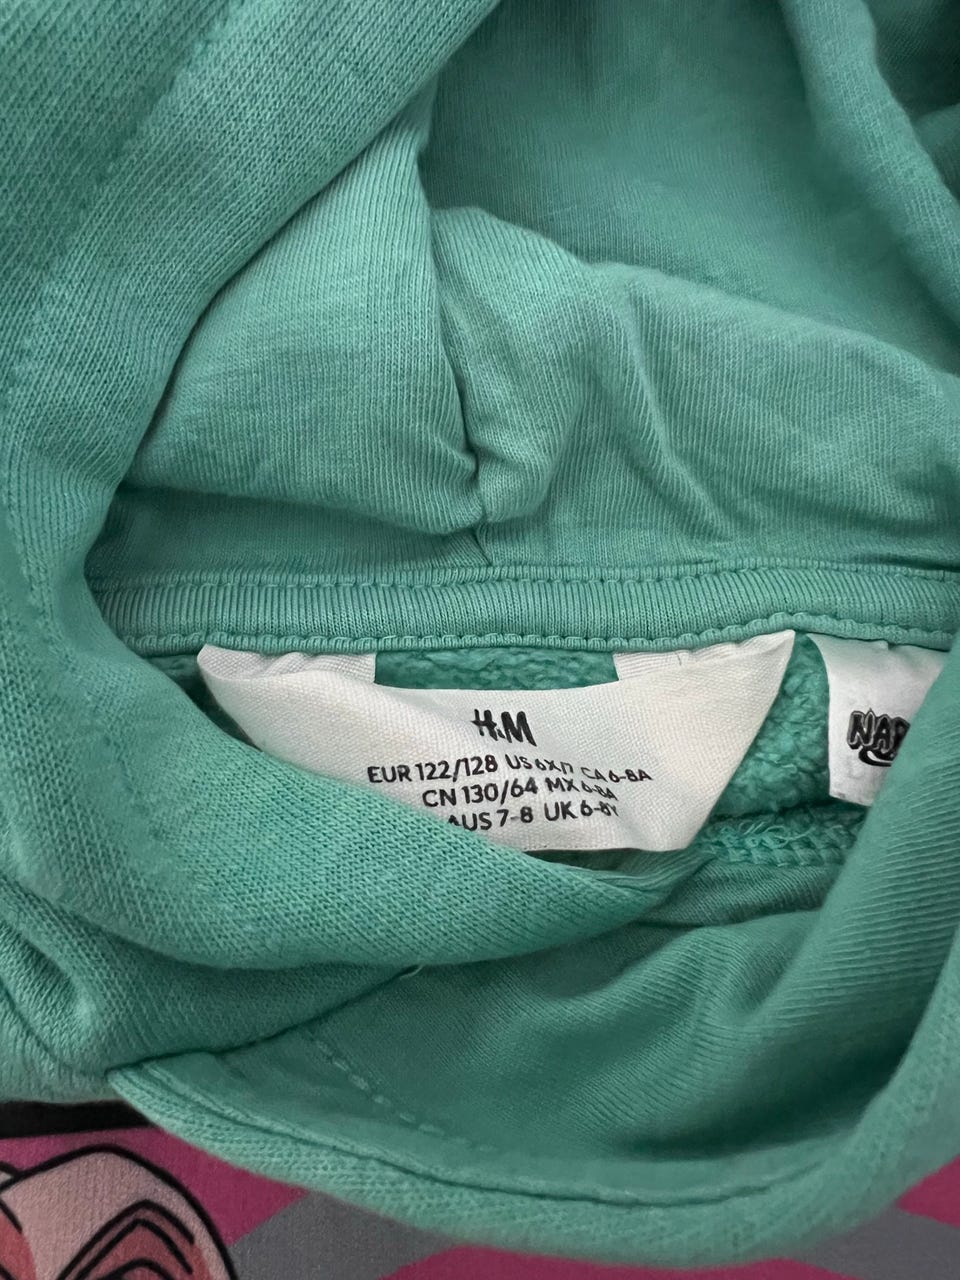 H&M
EUR 122/128 US 6X/7 CA 6-8A
CN 130/64 MX 6-8A
AUS 7-8 UK 6-8Y